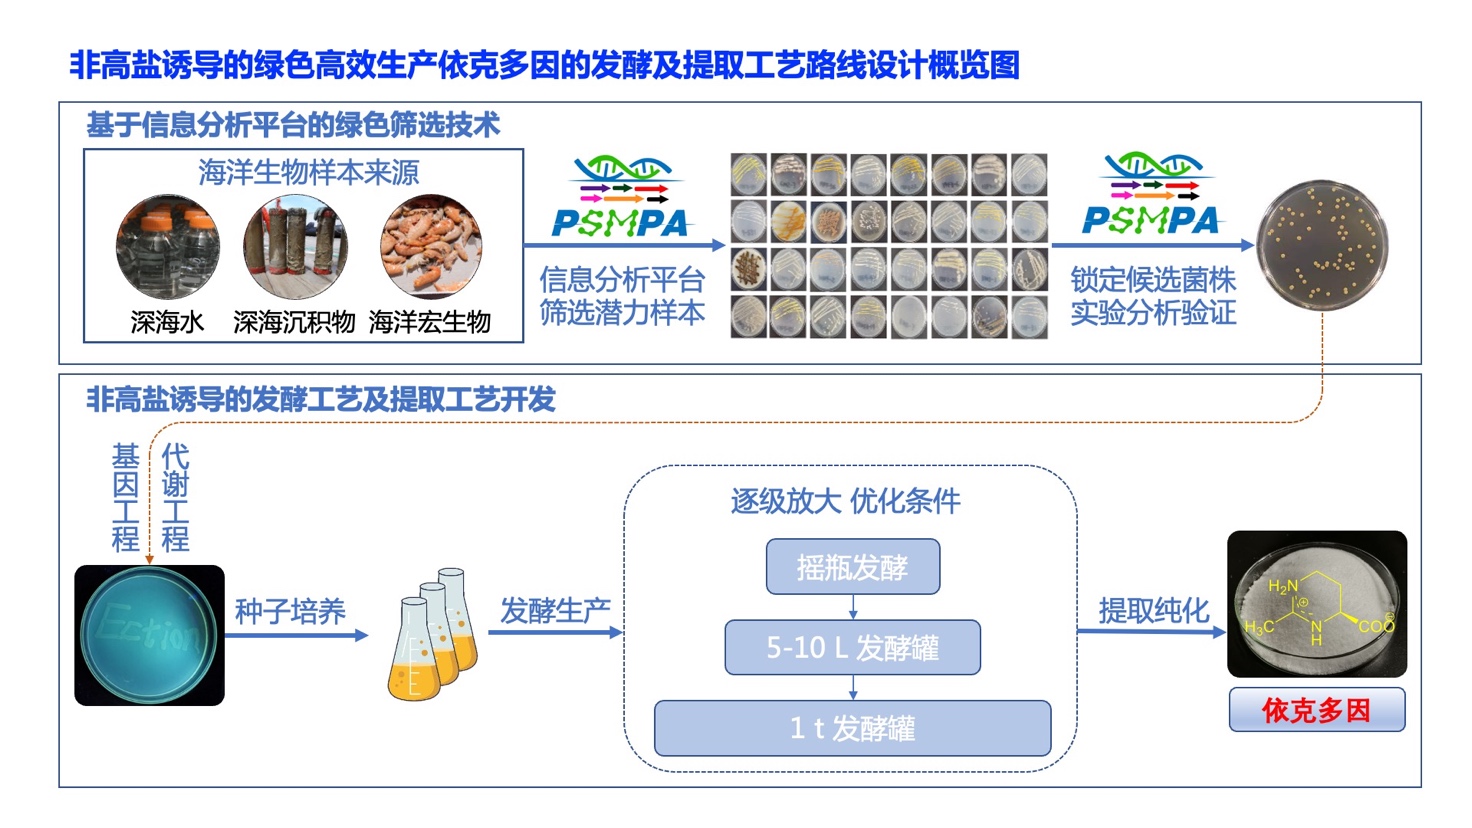 非高盐诱导的绿色高效生产依克多因的发酵及提取工艺路线设计概览图
基于信息分析平台的绿色筛选技术
海洋生物样本来源
深海水
深海沉积物
海洋宏生物
PSMPA
信息分析平台
筛选潜力样本
PSMPA
锁定候选菌株
实验分析验证
非高盐诱导的发酵工艺及提取工艺开发
基因工程
代谢工程
Ection
种子培养
发酵生产
逐级放大 优化条件
摇瓶发酵
5-10 L 发酵罐
1 t 发酵罐
提取纯化
H₂N
H₃C
N
H
COO
依克多因